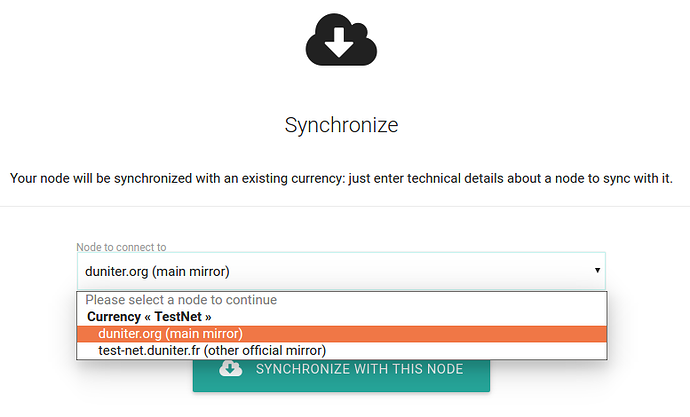 Synchronize
Your node will be synchronized with an existing currency: just enter technical details about a node to sync with it.
Node to connect to
duniter.org (main mirror)
Please select a node to continue
Currency « TestNet »
duniter.org (main mirror)
test-net.duniter.fr (other official mirror)
SYNCHRONIZE WITH THIS NODE